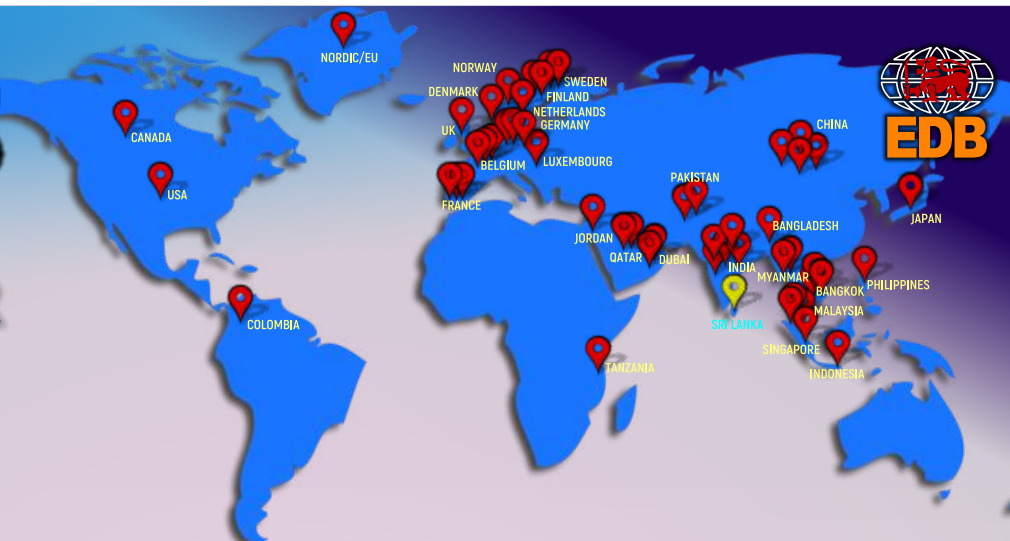 NORDIC/EU
NORWAY
SWEDEN
DENMARK
FINLAND
NETHERLANDS
UK
GERMANY
BELGIUM
LUXEMBOURG
FRANCE
CANADA
USA
COLOMBIA
EDB
CHINA
PAKISTAN
JAPAN
JORDAN
QATAR
DUBAI
BANGLADESH
INDIA
MYANMAR
BANGKOK
PHILIPPINES
SRI LANKA
MALAYSIA
SINGAPORE
INDONESIA
TANZANIA